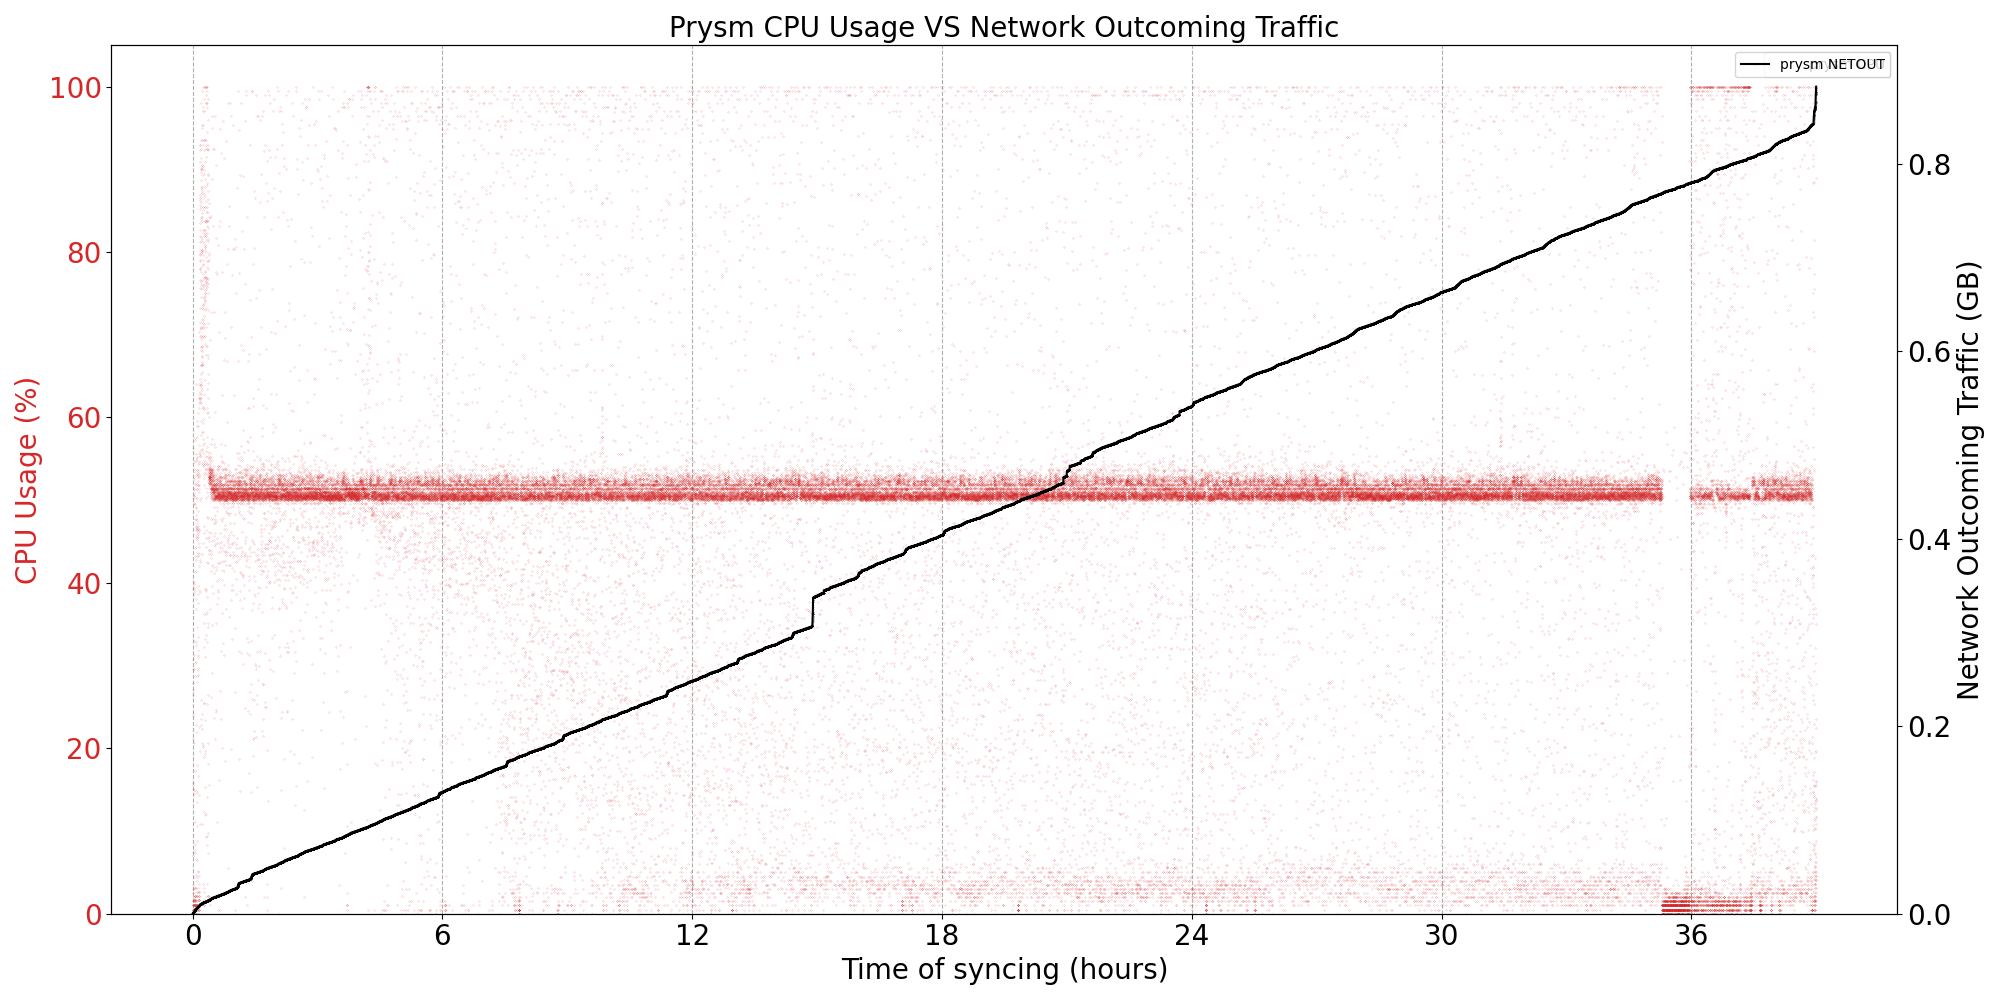 Prysm CPU Usage VS Network Outcoming Traffic
prysm NETOUT
100
80
60
40
20
0
CPU Usage (%)
0.8
0.6
0.4
0.2
0.0
Network Outcoming Traffic (GB)
0 6 12 18 24 30 36
Time of syncing (hours)